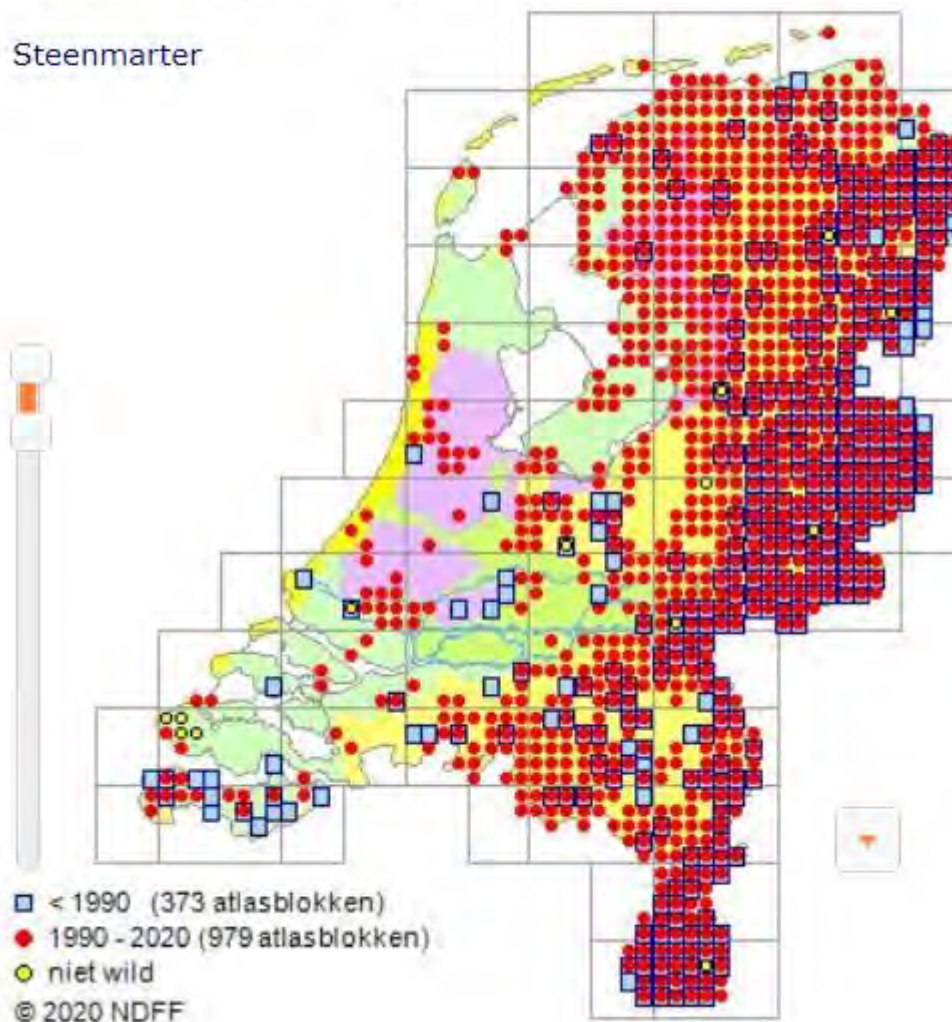 Steenmarter
< 1990 (373 atlasblokken)
1990 - 2020 (979 atlasblokken)
niet wild
© 2020 NDFF